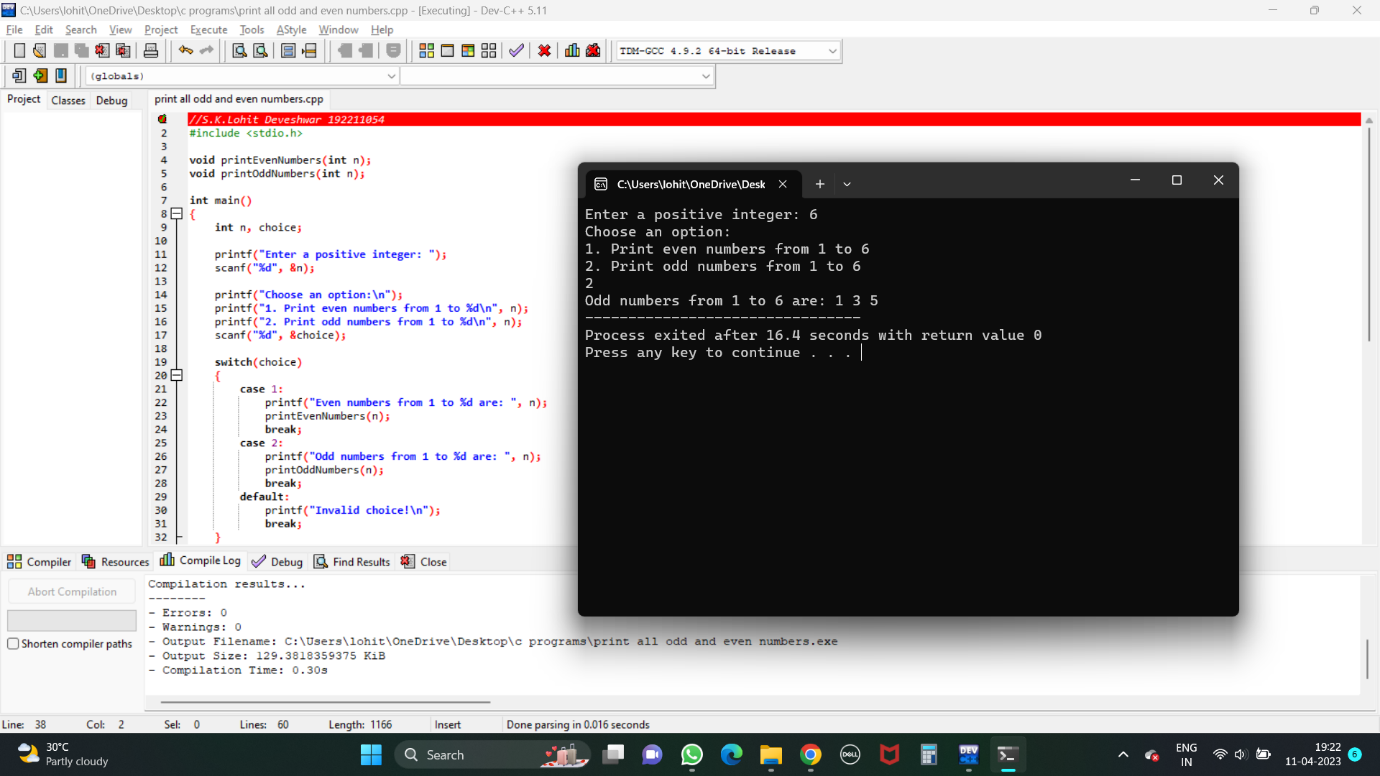 C:\Users\lohit\OneDrive\Desktop\c programs\print all odd and even numbers.cpp - [Executing] - Dev-C++ 5.11
File Edit Search View Project Execute Tools AStyle Window Help
TDM-GCC 4.9.2 64-bit Release
(globals)
Project Classes Debug print all odd and even numbers.cpp
//S.K.Lohit Deveshwar 192211054
2 #include <stdio.h>
3
4 void printEvenNumbers(int n);
5 void printOddNumbers(int n);
6
7 int main()
8 {
9 int n, choice;
10
11 printf("Enter a positive integer: ");
12 scanf("%d", &n);
13
14 printf("Choose an option:\n");
15 printf("1. Print even numbers from 1 to %d\n", n);
16 printf("2. Print odd numbers from 1 to %d\n", n);
17 scanf("%d", &choice);
18
19 switch(choice)
20 {
21 case 1:
22 printf("Even numbers from 1 to %d are: ", n);
23 printEvenNumbers(n);
24 break;
25 case 2:
26 printf("Odd numbers from 1 to %d are: ", n);
27 printOddNumbers(n);
28 break;
29 default:
30 printf("Invalid choice!\n");
31 break;
32 }
C:\Users\lohit\OneDrive\Desk
Enter a positive integer: 6
Choose an option:
1. Print even numbers from 1 to 6
2. Print odd numbers from 1 to 6
2
Odd numbers from 1 to 6 are: 1 3 5
--------------------------------
Process exited after 16.4 seconds with return value 0
Press any key to continue . . .
Compiler Resources Compile Log Debug Find Results Close
Abort Compilation
Shorten compiler paths
Compilation results...
--------
- Errors: 0
- Warnings: 0
- Output Filename: C:\Users\lohit\OneDrive\Desktop\c programs\print all odd and even numbers.exe
- Output Size: 129.3818359375 KiB
- Compilation Time: 0.30s
Line: 38 Col: 2 Sel: 0 Lines: 60 Length: 1166 Insert Done parsing in 0.016 seconds
30°C
Partly cloudy
Search
DELL
DEV
ENG
IN
19:22
11-04-2023
6